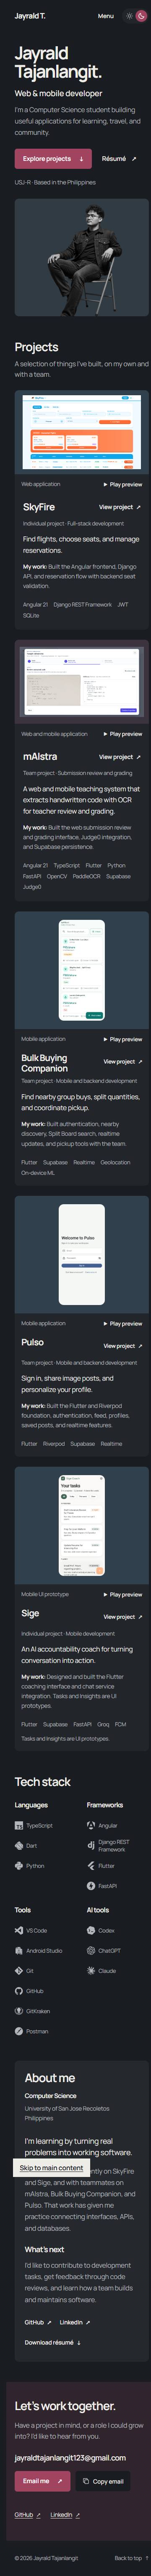 Jayrald T.
Menu
Jayrald
Tajanlangit.
Web & mobile developer
I'm a Computer Science student building
useful applications for learning, travel, and
community.
Explore projects ↓
Résumé ↗
USJ-R · Based in the Philippines
Projects
A selection of things I've built, on my own and
with a team.
Web application
Play preview
SkyFire
View project ↗
Individual project · Full-stack development
Find flights, choose seats, and manage
reservations.
My work: Built the Angular frontend, Django
API, and reservation flow with backend seat
validation.
Angular 21 Django REST Framework JWT
SQLite
Web and mobile application
Play preview
mAIstra
View project ↗
Team project · Submission review and grading
A web and mobile teaching system that
extracts handwritten code with OCR
for teacher review and grading.
My work: Built the web submission review
and grading interface, Judge0 integration,
and Supabase persistence.
Angular 21 TypeScript Flutter Python
FastAPI OpenCV PaddleOCR Supabase
Judge0
Mobile application
Play preview
Bulk Buying
Companion
View project ↗
Team project · Mobile and backend development
Find nearby group buys, split quantities,
and coordinate pickup.
My work: Built authentication, nearby
discovery, Split Board search, realtime
updates, and pickup tools with the team.
Flutter Supabase Realtime Geolocation
On-device ML
Welcome to Pulso
Mobile application
Play preview
Pulso
View project ↗
Team project · Mobile and backend development
Sign in, share image posts, and
personalize your profile.
My work: Built the Flutter and Riverpod
foundation, authentication, feed, profiles,
saved posts, and realtime features.
Flutter Riverpod Supabase Realtime
Your tasks
Mobile UI prototype
Play preview
Sige
View project ↗
Individual project · Mobile development
An AI accountability coach for turning
conversation into action.
My work: Designed and built the Flutter
coaching interface and chat service
integration. Tasks and Insights are UI
prototypes.
Flutter Supabase FastAPI Groq FCM
Tasks and Insights are UI prototypes.
Tech stack
Languages
TypeScript
Dart
Python
Frameworks
Angular
Django REST
Framework
Flutter
FastAPI
Tools
VS Code
Android Studio
Git
GitHub
GitKraken
Postman
AI tools
Codex
ChatGPT
Claude
About me
Computer Science
University of San Jose Recoletos
Philippines
I'm learning by turning real
problems into working software.
Skip to main content
ently on SkyFire
and Sige, and with teammates on
mAIstra, Bulk Buying Companion, and
Pulso. That work has given me
practice connecting interfaces, APIs,
and databases.
What's next
I'd like to contribute to development
tasks, get feedback through code
reviews, and learn how a team builds
and maintains software.
GitHub ↗ LinkedIn ↗
Download résumé ↓
Let's work together.
Have a project in mind, or a role I could grow
into? I'd like to hear from you.
jayraldtajanlangit123@gmail.com
Email me ↗
Copy email
GitHub ↗ LinkedIn ↗
© 2026 Jayrald Tajanlangit
Back to top ↑